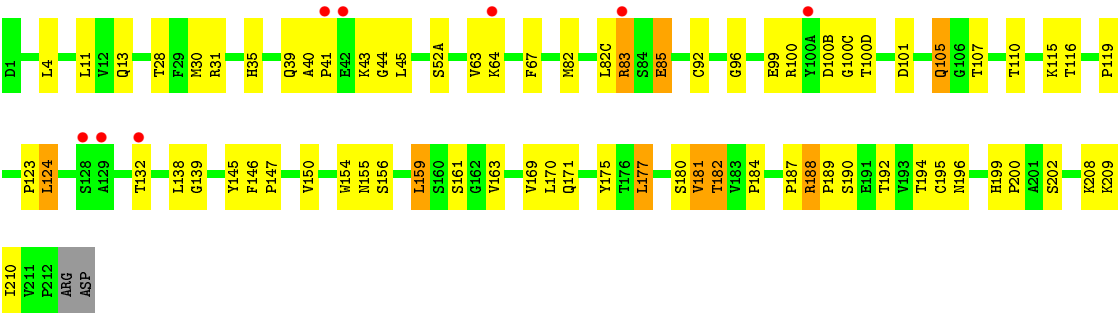 D1 L4 L11 V12 Q13 T28 F29 M30 R31 H35 Q39 A40 P41 E42 K43 G44 L45 S52A V63 K64 F67 M82 L82C R83 S84 E85 C92 G96 E99 R100 Y100A D100B G100C T100D D101 Q105 G106 T107 T110 K115 T116 P119
P123 L124 S128 A129 T132 L138 G139 Y145 F146 P147 V150 W154 N155 S156 L159 S160 S161 G162 V163 V169 L170 Q171 Y175 T176 L177 S180 V181 T182 V183 P184 P187 R188 P189 S190 E191 T192 V193 T194 C195 N196 H199 P200 A201 S202 K208 K209
I210 V211 P212 ARG ASP